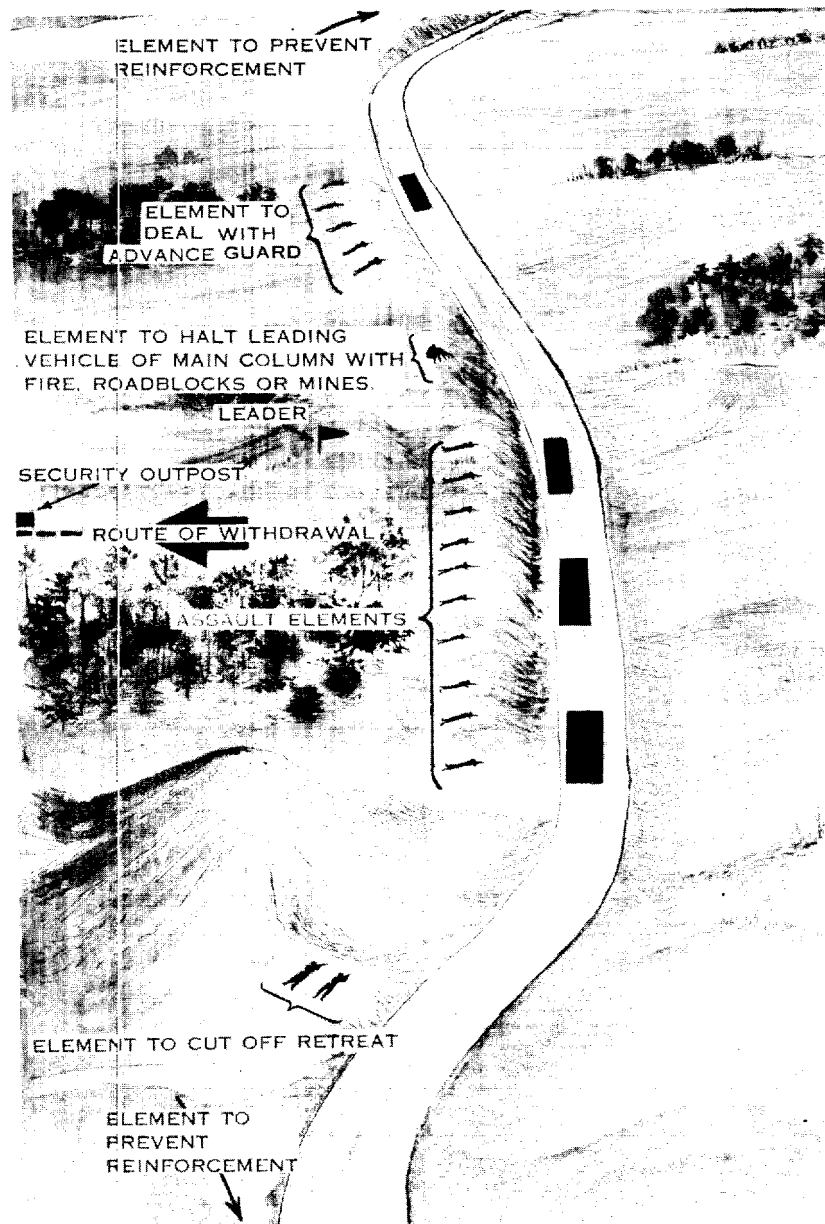 ELEMENT TO PREVENT
REINFORCEMENT
ELEMENT TO
DEAL WITH
ADVANCE GUARD
ELEMENT TO HALT LEADING
VEHICLE OF MAIN COLUMN WITH
FIRE, ROADBLOCKS OR MINES.
LEADER
SECURITY OUTPOST
ROUTE OF WITHDRAWAL
ASSAULT ELEMENTS
ELEMENT TO CUT OFF RETREAT
ELEMENT TO
PREVENT
REINFORCEMENT